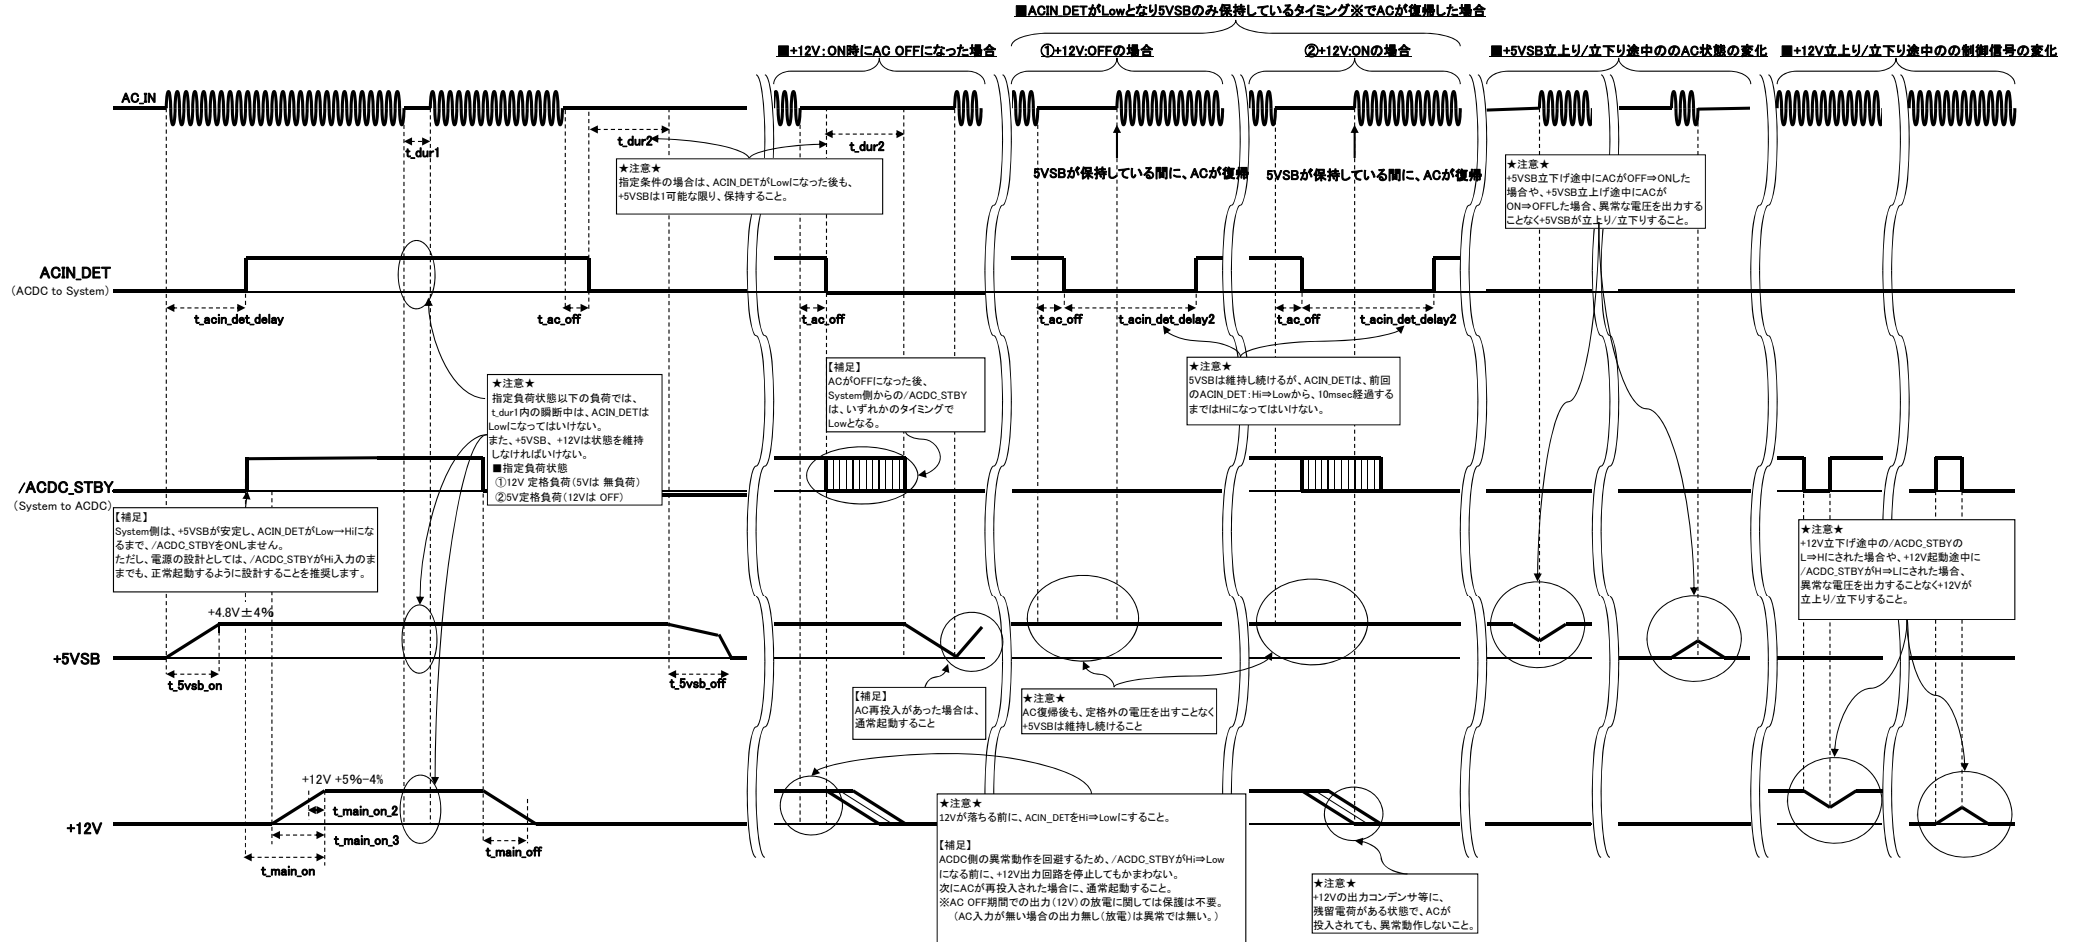 ■ACIN_DETがLowとなり5VSBのみ保持しているタイミング※でACが復帰した場合
■+12V:ON時にAC OFFになった場合
①+12V:OFFの場合
②+12V:ONの場合
■+5VSB立上り/立下り途中ののAC状態の変化
■+12V立上り/立下り途中のの制御信号の変化
AC_IN
t_dur1
t_dur2
t_dur2
★注意★
指定条件の場合は、ACIN_DETがLowになった後も、
+5VSBは1可能な限り、保持すること。
5VSBが保持している間に、ACが復帰
5VSBが保持している間に、ACが復帰
★注意★
+5VSB立下げ途中にACがOFF⇒ONした
場合や、+5VSB立上げ途中にACが
ON⇒OFFした場合、異常な電圧を出力する
ことなく+5VSBが立上り/立下りすること。
ACIN_DET
(ACDC to System)
t_acin_det_delay
t_ac_off
t_ac_off
t_ac_off
t_acin_det_delay2
t_ac_off
t_acin_det_delay2
★注意★
指定負荷状態以下の負荷では、
t_dur1内の瞬断中は、ACIN_DETは
Lowになってはいけない。
また、+5VSB、+12Vは状態を維持
しなければいけない。
■指定負荷状態
①12V 定格負荷(5Vは 無負荷)
②5V定格負荷(12Vは OFF)
【補足】
ACがOFFになった後、
System側からの/ACDC_STBY
は、いずれかのタイミングで
Lowとなる。
★注意★
5VSBは維持し続けるが、ACIN_DETは、前回
のACIN_DET:Hi⇒Lowから、10msec経過する
まではHiになってはいけない。
/ACDC_STBY
(System to ACDC)
【補足】
System側は、+5VSBが安定し、ACIN_DETがLow→Hiにな
るまで、/ACDC_STBYをONしません。
ただし、電源の設計としては、/ACDC_STBYがHi入力のま
までも、正常起動するように設計することを推奨します。
★注意★
+12V立下げ途中の/ACDC_STBYの
L⇒Hにされた場合や、+12V起動途中に
/ACDC_STBYがH⇒Lにされた場合、
異常な電圧を出力することなく+12Vが
立上り/立下りすること。
+4.8V±4%
+5VSB
t_5vsb_on
t_5vsb_off
【補足】
AC再投入があった場合は、
通常起動すること
★注意★
AC復帰後も、定格外の電圧を出すことなく
+5VSBは維持し続けること
+12V +5%-4%
+12V
t_main_on_2
t_main_on_3
t_main_on
t_main_off
★注意★
12Vが落ちる前に、ACIN_DETをHi⇒Lowにすること。
【補足】
ACDC側の異常動作を回避するため、/ACDC_STBYがHi⇒Low
になる前に、+12V出力回路を停止してもかまわない。
次にACが再投入された場合に、通常起動すること。
※AC OFF期間での出力(12V)の放電に関しては保護は不要。
(AC入力が無い場合の出力無し(放電)は異常では無い。)
★注意★
+12Vの出力コンデンサ等に、
残留電荷がある状態で、ACが
投入されても、異常動作しないこと。